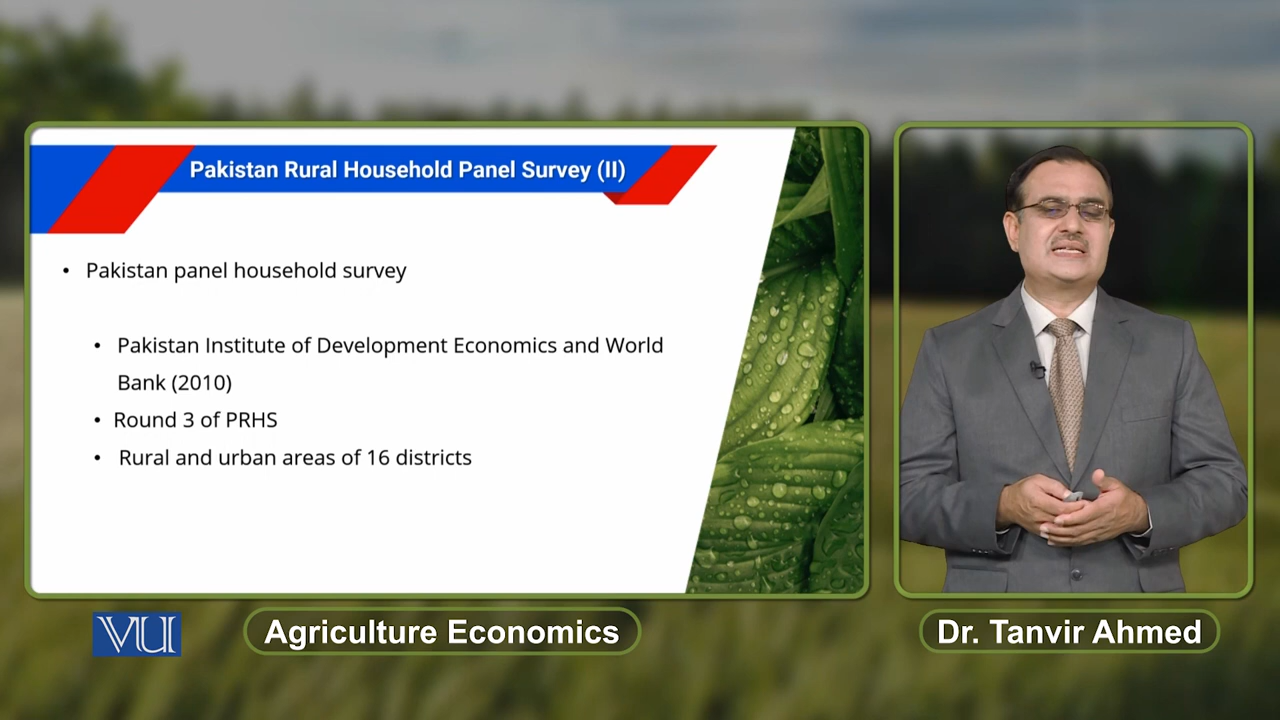 Pakistan Rural Household Panel Survey (II)
• Pakistan panel household survey
• Pakistan Institute of Development Economics and World
Bank (2010)
• Round 3 of PRHS
• Rural and urban areas of 16 districts
VU
Agriculture Economics
Dr. Tanvir Ahmed